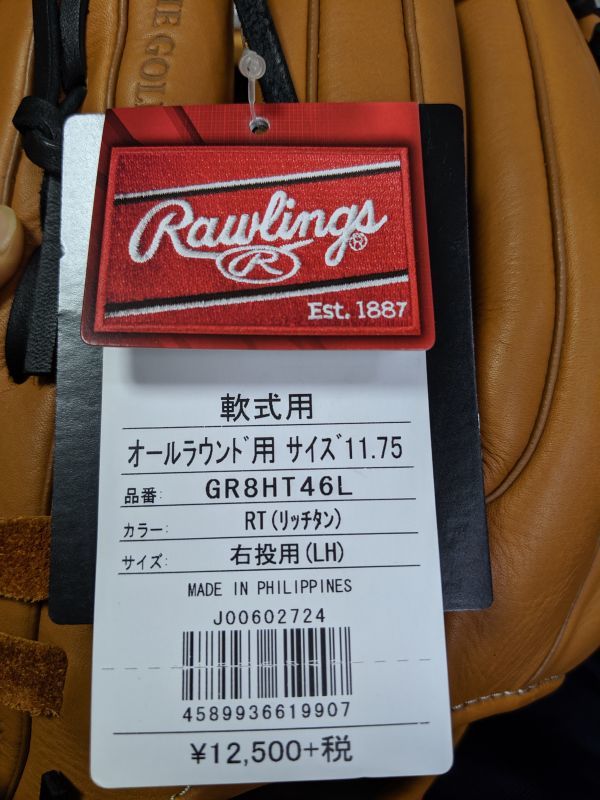 THE GOL
Rawlings®
R
Est. 1887
軟式用
オールラウンド用 サイズ11.75
品番: GR8HT46L
カラー: RT(リッチタン)
サイズ: 右投用(LH)
MADE IN PHILIPPINES
J00602724
4589936619907
¥12,500+税